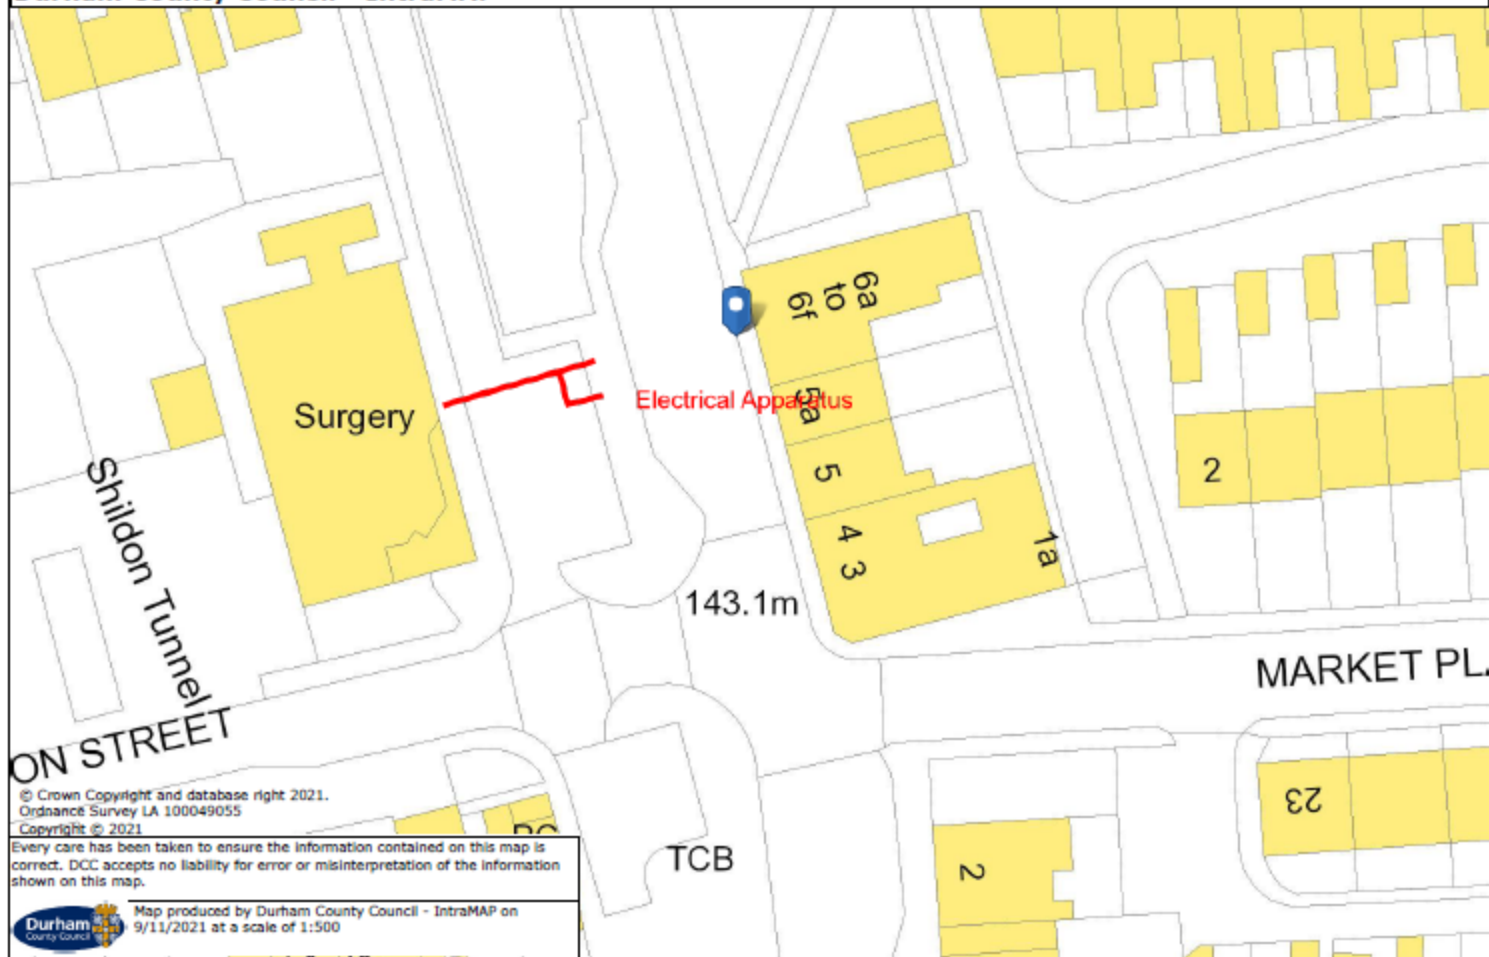 6a
to
6f
Electrical Apparatus
5a
Surgery
5
2
4
3
1a
Shildon Tunnel
143.1m
MARKET PL
ON STREET
© Crown Copyright and database right 2021.
Ordnance Survey LA 100049055
Copyright © 2021
23
Every care has been taken to ensure the information contained on this map is
correct. DCC accepts no liability for error or misinterpretation of the information
shown on this map.
TCB
2
Durham
County Council
Map produced by Durham County Council - IntraMAP on
9/11/2021 at a scale of 1:500